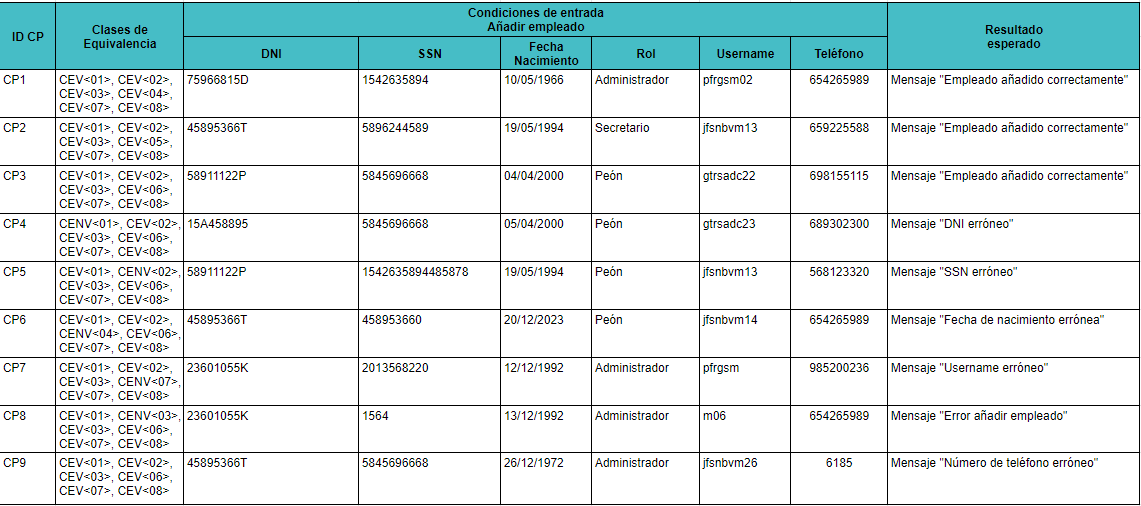 Condiciones de entrada
Añadir empleado
ID CP
Clases de
Equivalencia
Resultado
esperado
DNI
SSN
Fecha
Nacimiento
Rol
Username
Teléfono
CP1
CEV<01>, CEV<02>,
CEV<03>, CEV<04>,
CEV<07>, CEV<08>
75966815D
1542635894
10/05/1966
Administrador
pfrgsm02
654265989
Mensaje "Empleado añadido correctamente"
CP2
CEV<01>, CEV<02>,
CEV<03>, CEV<05>,
CEV<07>, CEV<08>
45895366T
5896244589
19/05/1994
Secretario
jfsnbvm13
659225588
Mensaje "Empleado añadido correctamente"
CP3
CEV<01>, CEV<02>,
CEV<03>, CEV<06>,
CEV<07>, CEV<08>
58911122P
5845696668
04/04/2000
Peón
gtrsadc22
698155115
Mensaje "Empleado añadido correctamente"
CP4
CENV<01>, CEV<02>,
CEV<03>, CEV<06>,
CEV<07>, CEV<08>
15A458895
5845696668
05/04/2000
Peón
gtrsadc23
689302300
Mensaje "DNI erróneo"
CP5
CEV<01>, CENV<02>,
CEV<03>, CEV<06>,
CEV<07>, CEV<08>
58911122P
1542635894485878
19/05/1994
Peón
jfsnbvm13
568123320
Mensaje "SSN erróneo"
CP6
CEV<01>, CEV<02>,
CENV<04>, CEV<06>,
CEV<07>, CEV<08>
45895366T
458953660
20/12/2023
Peón
jfsnbvm14
654265989
Mensaje "Fecha de nacimiento errónea"
CP7
CEV<01>, CEV<02>,
CEV<03>, CENV<07>,
CEV<07>, CEV<08>
23601055K
2013568220
12/12/1992
Administrador
pfrgsm
985200236
Mensaje "Username erróneo"
CP8
CEV<01>, CENV<03>,
CEV<03>, CEV<06>,
CEV<07>, CEV<08>
23601055K
1564
13/12/1992
Administrador
m06
654265989
Mensaje "Error añadir empleado"
CP9
CEV<01>, CEV<02>,
CEV<03>, CEV<06>,
CEV<07>, CEV<08>
45895366T
5845696668
26/12/1972
Administrador
jfsnbvm26
6185
Mensaje "Número de teléfono erróneo"